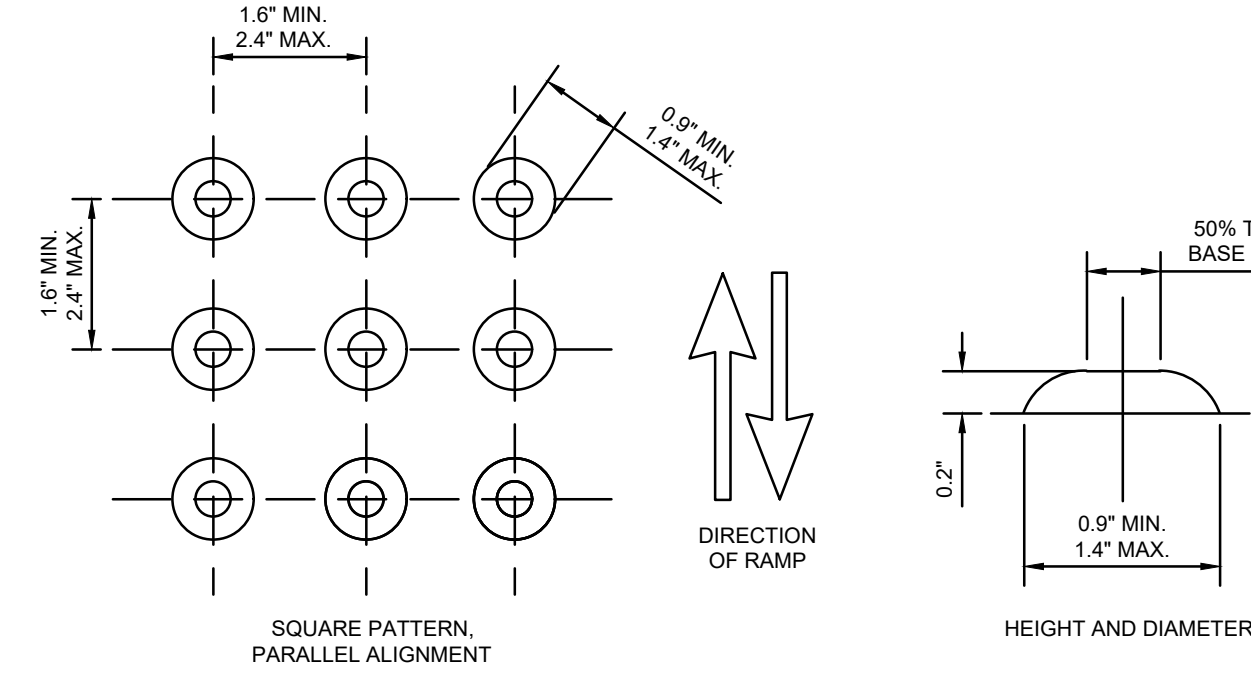 1.6" MIN.
2.4" MAX.
0.9" MIN.
1.4" MAX.
1.6" MIN.
2.4" MAX.
DIRECTION
OF RAMP
SQUARE PATTERN,
PARALLEL ALIGNMENT
50% T
BASE
0.2"
0.9" MIN.
1.4" MAX.
HEIGHT AND DIAMETER